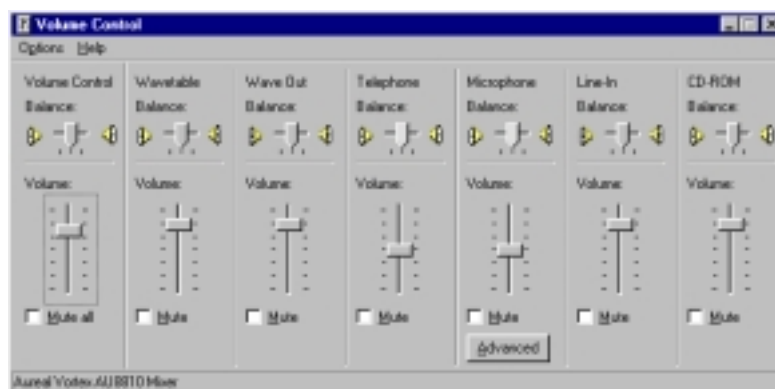 Volume Control
Options Help
Volume Control
Balance:
Volume:
Mute all
Wavetable
Balance:
Volume:
Mute
Wave Out
Balance:
Volume:
Mute
Telephone
Balance:
Volume:
Mute
Microphone
Balance:
Volume:
Mute
Advanced
Line-In
Balance:
Volume:
Mute
CD-ROM
Balance:
Volume:
Mute
Aureal Vortex AU8810 Mixer